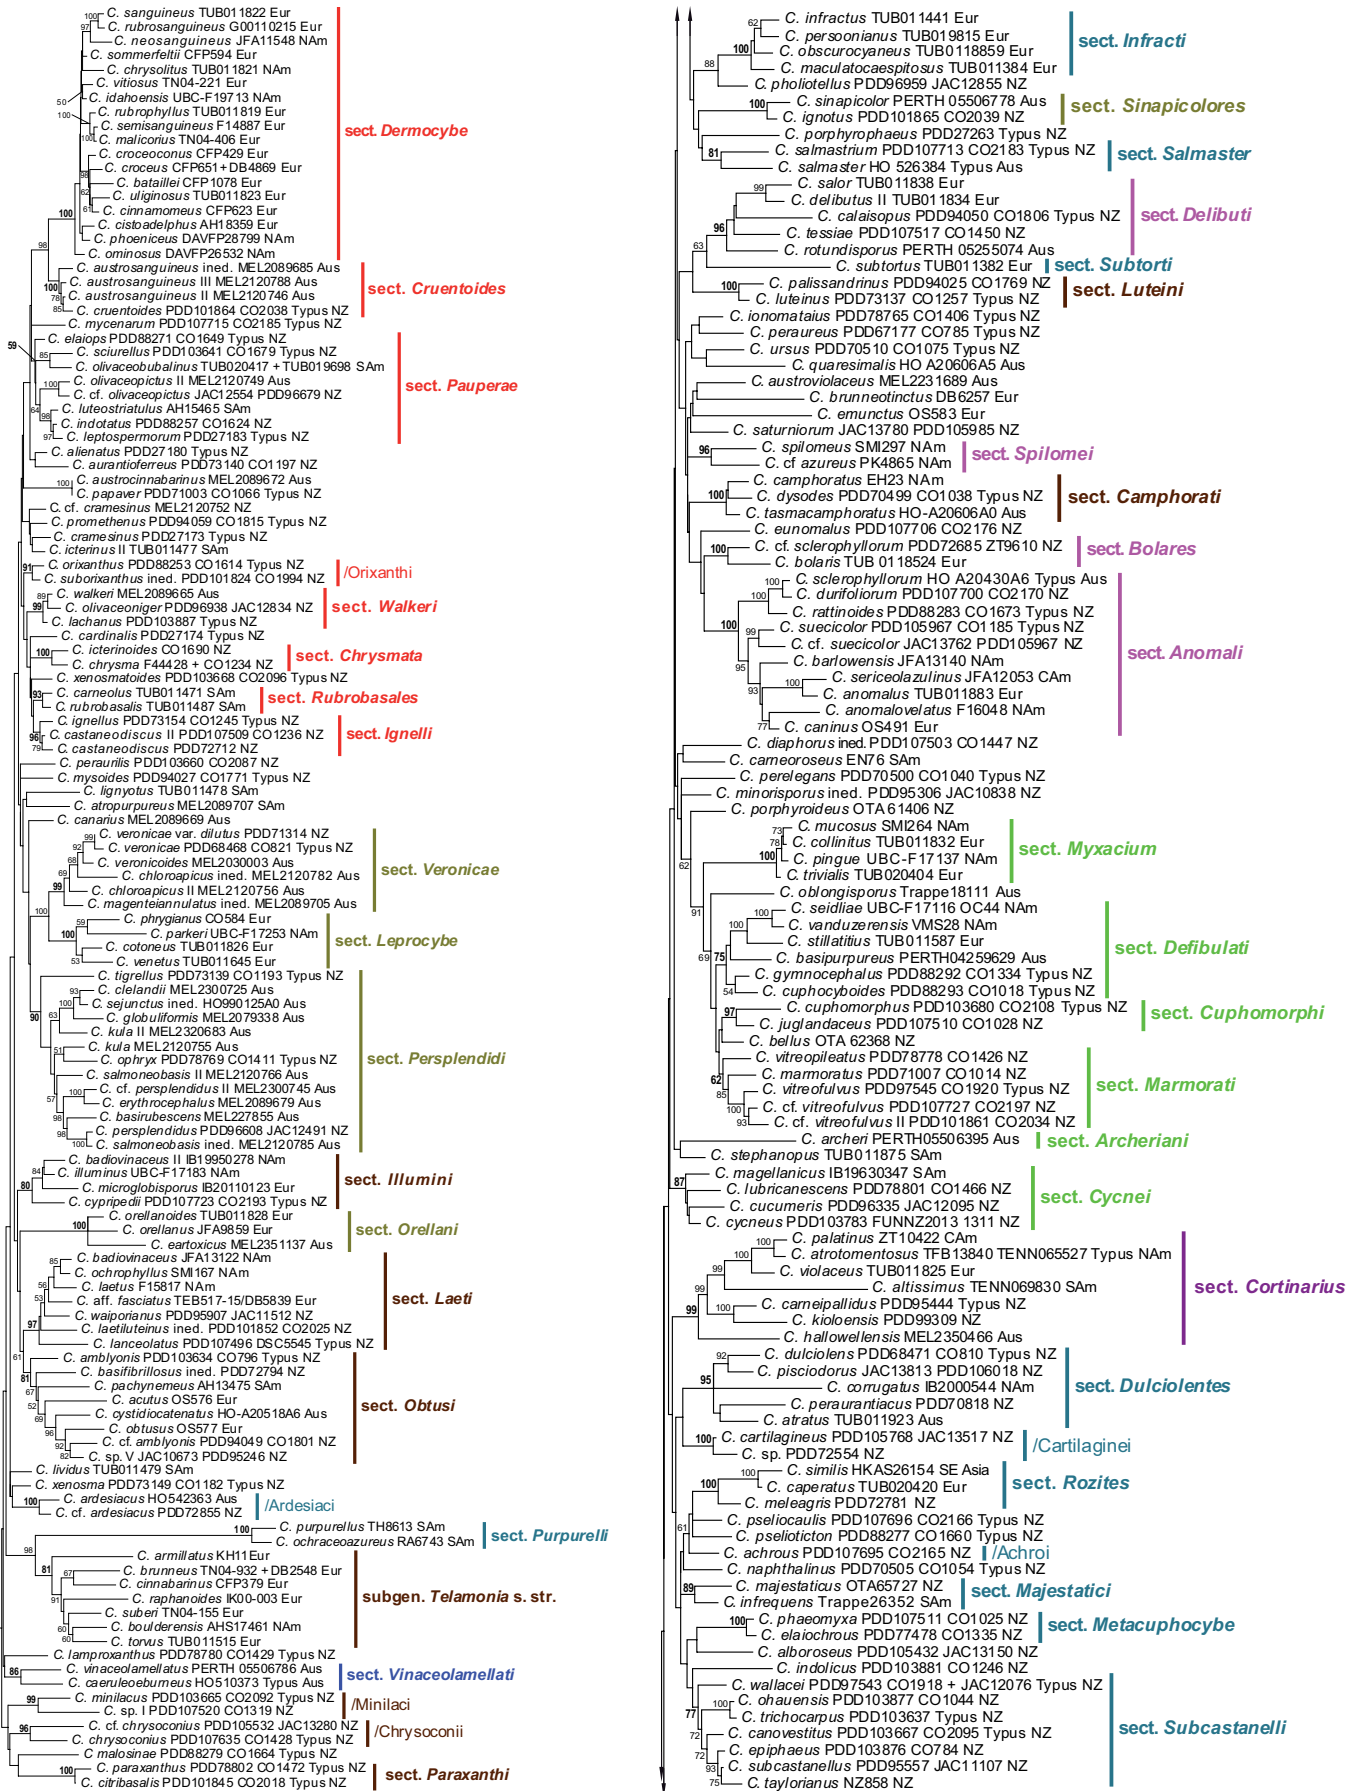 C. sanguineus TUB011822 Eur
C. rubrosanguineus G00110215 Eur
C. neosanguineus JFA11548 NAm
C. sommerfeltii CFP594 Eur
C. chrysolitus TUB011821 NAm
C. vitiosus TN04-221 Eur
C. idahoensis UBC-F19713 NAm
C. rubrophyllus TUB011819 Eur
C. semisanguineus F14887 Eur
C. malicorius TN04-406 Eur
C. croceoconus CFP429 Eur
C. croceus CFP651+DB4869 Eur
C. bataillei CFP1078 Eur
C. uliginosus TUB011823 Eur
C. cinnamomeus CFP623 Eur
C. cistoadelphus AH18359 Eur
C. phoeniceus DAVFP28799 NAm
C. ominosus DAVFP26532 NAm
sect. Dermocybe
C. austrosanguineus ined. MEL2089685 Aus
C. austrosanguineus III MEL2120788 Aus
C. austrosanguineus II MEL2120746 Aus
C. cruentoides PDD101864 CO2038 Typus NZ
sect. Cruentoides
C. mycenarum PDD107715 CO2185 Typus NZ
C. elaiops PDD88271 CO1649 Typus NZ
C. sciurellus PDD103641 CO1679 Typus NZ
C. olivaceobubalinus TUB020417 + TUB019698 SAm
C. olivaceopictus II MEL2120749 Aus
C. cf. olivaceopictus JAC12554 PDD96679 NZ
C. luteostriatulus AH15465 SAm
C. indotatus PDD88257 CO1624 NZ
C. leptospermorum PDD27183 Typus NZ
sect. Pauperae
C. alienatus PDD27180 Typus NZ
C. aurantioferreus PDD73140 CO1197 NZ
C. austrocinnabarinus MEL2089672 Aus
C. papaver PDD71003 CO1066 Typus NZ
C. cf. cramesinus MEL2120752 NZ
C. promethenus PDD94059 CO1815 Typus NZ
C. cramesinus PDD27173 Typus NZ
C. icterinus II TUB011477 SAm
C. orixanthus PDD88253 CO1614 Typus NZ
C. suborixanthus ined. PDD101824 CO1994 NZ
/Orixanthi
C. walkeri MEL2089665 Aus
C. olivaceoniger PDD96938 JAC12834 NZ
C. lachanus PDD103887 Typus NZ
sect. Walkeri
C. cardinalis PDD27174 Typus NZ
C. icterinoides CO1690 NZ
C. chrysma F44428 + CO1234 NZ
sect. Chrysmata
C. xenosmatoides PDD103668 CO2096 Typus NZ
C. carneolus TUB011471 SAm
C. rubrobasalis TUB011487 SAm
sect. Rubrobasales
C. ignellus PDD73154 CO1245 Typus NZ
C. castaneodiscus II PDD107509 CO1236 NZ
C. castaneodiscus PDD72712 NZ
sect. Ignelli
C. peraurilis PDD103660 CO2087 NZ
C. mysoides PDD94027 CO1771 Typus NZ
C. lignyotus TUB011478 SAm
C. atropurpureus MEL2089707 SAm
C. canarius MEL2089669 Aus
C. veronicae var. dilutus PDD71314 NZ
C. veronicae PDD68468 CO821 Typus NZ
C. veronicoides MEL2030003 Aus
C. chloroapicus ined. MEL2120782 Aus
C. chloroapicus II MEL2120756 Aus
C. magenteiannulatus ined. MEL2089705 Aus
sect. Veronicae
C. phrygianus CO584 Eur
C. parkeri UBC-F17253 NAm
C. cotoneus TUB011826 Eur
C. venetus TUB011645 Eur
sect. Leprocybe
C. tigrellus PDD73139 CO1193 Typus NZ
C. clelandii MEL2300725 Aus
C. sejunctus ined. HO990125A0 Aus
C. globuliformis MEL2079338 Aus
C. kula II MEL2320683 Aus
C. kula MEL2120755 Aus
C. ophryx PDD78769 CO1411 Typus NZ
C. salmoneobasis II MEL2120766 Aus
C. cf. persplendidus II MEL2300745 Aus
C. erythrocephalus MEL2089679 Aus
C. basirubescens MEL227855 Aus
C. persplendidus PDD96608 JAC12491 NZ
C. salmoneobasis ined. MEL2120785 Aus
sect. Persplendidi
C. badiovinaceus II IB19950278 NAm
C. illuminus UBC-F17183 NAm
C. microglobisporus IB20110123 Eur
C. cypripedii PDD107723 CO2193 Typus NZ
sect. Illumini
C. orellanoides TUB011828 Eur
C. orellanus JFA9859 Eur
C. eartoxicus MEL2351137 Aus
sect. Orellani
C. badiovinaceus JFA13122 NAm
C. ochrophyllus SMI167 NAm
C. laetus F15817 NAm
C. aff. fasciatus TEB517-15/DB5839 Eur
C. waiporianus PDD95907 JAC11512 NZ
C. laetiluteinus ined. PDD101852 CO2025 NZ
C. lanceolatus PDD107496 DSC5545 Typus NZ
sect. Laeti
C. amblyonis PDD103634 CO796 Typus NZ
C. basifibrillosus ined. PDD72794 NZ
C. pachynemeus AH13475 SAm
C. acutus OS576 Eur
C. cystidiocatenatus HO-A20518A6 Aus
C. obtusus OS577 Eur
C. cf. amblyonis PDD94049 CO1801 NZ
C. sp. V JAC10673 PDD95246 NZ
sect. Obtusi
C. lividus TUB011479 SAm
C. xenosma PDD73149 CO1182 Typus NZ
C. ardesiacus HO542363 Aus
C. cf. ardesiacus PDD72855 NZ
/Ardesiaci
C. purpurellus TH8613 SAm
C. ochraceoazureus RA6743 SAm
sect. Purpurelli
C. armillatus KH11Eur
C. brunneus TN04-932 +DB2548 Eur
C. cinnabarinus CFP379 Eur
C. raphanoides IK00-003 Eur
C. suberi TN04-155 Eur
C. boulderensis AHS17461 NAm
C. torvus TUB011515 Eur
subgen. Telamonia s. str.
C. lamproxanthus PDD78780 CO1429 Typus NZ
C. vinaceolamellatus PERTH 05506786 Aus
C. caeruleoeburneus HO510373 Typus Aus
sect. Vinaceolamellati
C. minilacus PDD103665 CO2092 Typus NZ
C. sp. I PDD107520 CO1319 NZ
/Minilaci
C. cf. chrysoconius PDD105532 JAC13280 NZ
C. chrysoconius PDD107635 CO1428 Typus NZ
/Chrysoconii
C malosinae PDD88279 CO1664 Typus NZ
C. paraxanthus PDD78802 CO1472 Typus NZ
C. citribasalis PDD101845 CO2018 Typus NZ
sect. Paraxanthi
C. infractus TUB011441 Eur
C. persoonianus TUB019815 Eur
C. obscurocyaneus TUB0118859 Eur
C. maculatocaespitosus TUB011384 Eur
sect. Infracti
C. pholiotellus PDD96959 JAC12855 NZ
C. sinapicolor PERTH 05506778 Aus
C. ignotus PDD101865 CO2039 NZ
sect. Sinapicolores
C. porphyrophaeus PDD27263 Typus NZ
C. salmastrium PDD107713 CO2183 Typus NZ
C. salmaster HO 526384 Typus Aus
sect. Salmaster
C. salor TUB011838 Eur
C. delibutus II TUB011834 Eur
C. calaisopus PDD94050 CO1806 Typus NZ
C. tessiae PDD107517 CO1450 NZ
C. rotundisporus PERTH 05255074 Aus
sect. Delibuti
C. subtortus TUB011382 Eur
sect. Subtorti
C. palissandrinus PDD94025 CO1769 NZ
C. luteinus PDD73137 CO1257 Typus NZ
sect. Luteini
C. ionomataius PDD78765 CO1406 Typus NZ
C. peraureus PDD67177 CO785 Typus NZ
C. ursus PDD70510 CO1075 Typus NZ
C. quaresimalis HO A20606A5 Aus
C. austroviolaceus MEL2231689 Aus
C. brunneotinctus DB6257 Eur
C. emunctus OS583 Eur
C. saturniorum JAC13780 PDD105985 NZ
C. spilomeus SMI297 NAm
C. cf azureus PK4865 NAm
sect. Spilomei
C. camphoratus EH23 NAm
C. dysodes PDD70499 CO1038 Typus NZ
C. tasmacamphoratus HO-A20606A0 Aus
sect. Camphorati
C. eunomalus PDD107706 CO2176 NZ
C. cf. sclerophyllorum PDD72685 ZT9610 NZ
C. bolaris TUB 0118524 Eur
sect. Bolares
C. sclerophyllorum HO A20430A6 Typus Aus
C. durifoliorum PDD107700 CO2170 NZ
C. rattinoides PDD88283 CO1673 Typus NZ
C. suecicolor PDD105967 CO1185 Typus NZ
C. cf. suecicolor JAC13762 PDD105967 NZ
C. barlowensis JFA13140 NAm
C. sericeolazulinus JFA12053 CAm
C. anomalus TUB011883 Eur
C. anomalovelatus F16048 NAm
C. caninus OS491 Eur
sect. Anomali
C. diaphorus ined. PDD107503 CO1447 NZ
C. carneoroseus EN76 SAm
C. perelegans PDD70500 CO1040 Typus NZ
C. minorisporus ined. PDD95306 JAC10838 NZ
C. porphyroideus OTA 61406 NZ
C. mucosus SMI264 NAm
C. collinitus TUB011832 Eur
C. pingue UBC-F17137 NAm
C. trivialis TUB020404 Eur
sect. Myxacium
C. oblongisporus Trappe18111 Aus
C. seidliae UBC-F17116 OC44 NAm
C. vanduzerensis VMS28 NAm
C. stillatitius TUB011587 Eur
C. basipurpureus PERTH04259629 Aus
C. gymnocephalus PDD88292 CO1334 Typus NZ
C. cuphocyboides PDD88293 CO1018 Typus NZ
sect. Defibulati
C. cuphomorphus PDD103680 CO2108 Typus NZ
C. juglandaceus PDD107510 CO1028 NZ
sect. Cuphomorphi
C. bellus OTA 62368 NZ
C. vitreopileatus PDD78778 CO1426 NZ
C. marmoratus PDD71007 CO1014 NZ
C. vitreofulvus PDD97545 CO1920 Typus NZ
C. cf. vitreofulvus PDD107727 CO2197 NZ
C. cf. vitreofulvus II PDD101861 CO2034 NZ
sect. Marmorati
C. archeri PERTH05506395 Aus
sect. Archeriani
C. stephanopus TUB011875 SAm
C. magellanicus IB19630347 SAm
C. lubricanescens PDD78801 CO1466 NZ
C. cucumeris PDD96335 JAC12095 NZ
C. cycneus PDD103783 FUNNZ2013 1311 NZ
sect. Cycnei
C. palatinus ZT10422 CAm
C. atrotomentosus TFB13840 TENN065527 Typus NAm
C. violaceus TUB011825 Eur
C. altissimus TENN069830 SAm
C. carneipallidus PDD95444 Typus NZ
C. kioloensis PDD99309 NZ
C. hallowellensis MEL2350466 Aus
sect. Cortinarius
C. dulciolens PDD68471 CO810 Typus NZ
C. pisciodorus JAC13813 PDD106018 NZ
C. corrugatus IB2000544 NAm
C. peraurantiacus PDD70818 NZ
C. atratus TUB011923 Aus
sect. Dulciolentes
C. cartilagineus PDD105768 JAC13517 NZ
C. sp. PDD72554 NZ
/Cartilaginei
C. similis HKAS26154 SE Asia
C. caperatus TUB020420 Eur
C. meleagris PDD72781 NZ
sect. Rozites
C. pseliocaulis PDD107696 CO2166 Typus NZ
C. pselioticton PDD88277 CO1660 Typus NZ
C. achrous PDD107695 CO2165 NZ
/Achroi
C. naphthalinus PDD70505 CO1054 Typus NZ
C. majestaticus OTA65727 NZ
C. infrequens Trappe26352 SAm
sect. Majestatici
C. phaeomyxa PDD107511 CO1025 NZ
C. elaiochrous PDD77478 CO1335 NZ
sect. Metacuphocybe
C. alboroseus PDD105432 JAC13150 NZ
C. indolicus PDD103881 CO1246 NZ
C. wallacei PDD97543 CO1918 + JAC12076 Typus NZ
C. ohauensis PDD103877 CO1044 NZ
C. trichocarpus PDD103637 Typus NZ
C. canovestitus PDD103667 CO2095 Typus NZ
C. epiphaeus PDD103876 CO784 NZ
C. subcastanellus PDD95557 JAC11107 NZ
C. taylorianus NZ858 NZ
sect. Subcastanelli